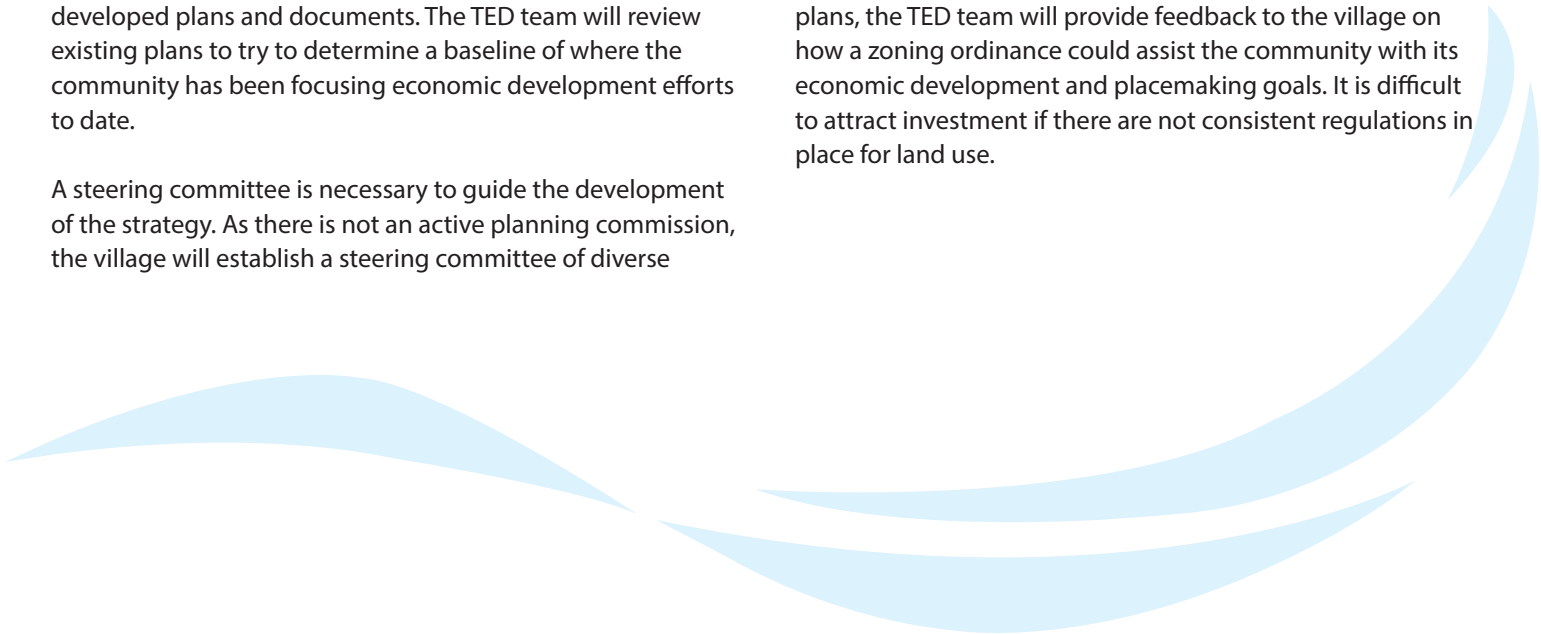 developed plans and documents. The TED team will review
existing plans to try to determine a baseline of where the
community has been focusing economic development efforts
to date.
A steering committee is necessary to guide the development
of the strategy. As there is not an active planning commission,
the village will establish a steering committee of diverse
plans, the TED team will provide feedback to the village on
how a zoning ordinance could assist the community with its
economic development and placemaking goals. It is difficult
to attract investment if there are not consistent regulations in
place for land use.